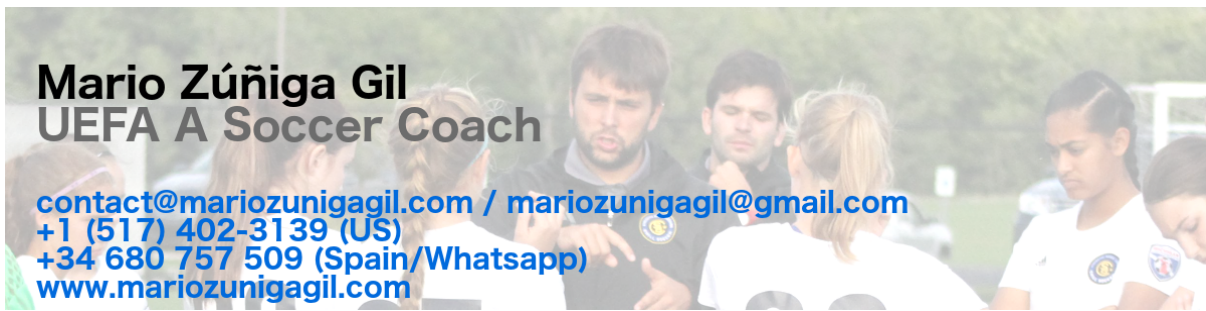 Mario Zúñiga Gil
UEFA A Soccer Coach
contact@mariozunigagil.com / mariozunigagil@gmail.com
+1 (517) 402-3139 (US)
+34 680 757 509 (Spain/Whatsapp)
www.mariozunigagil.com